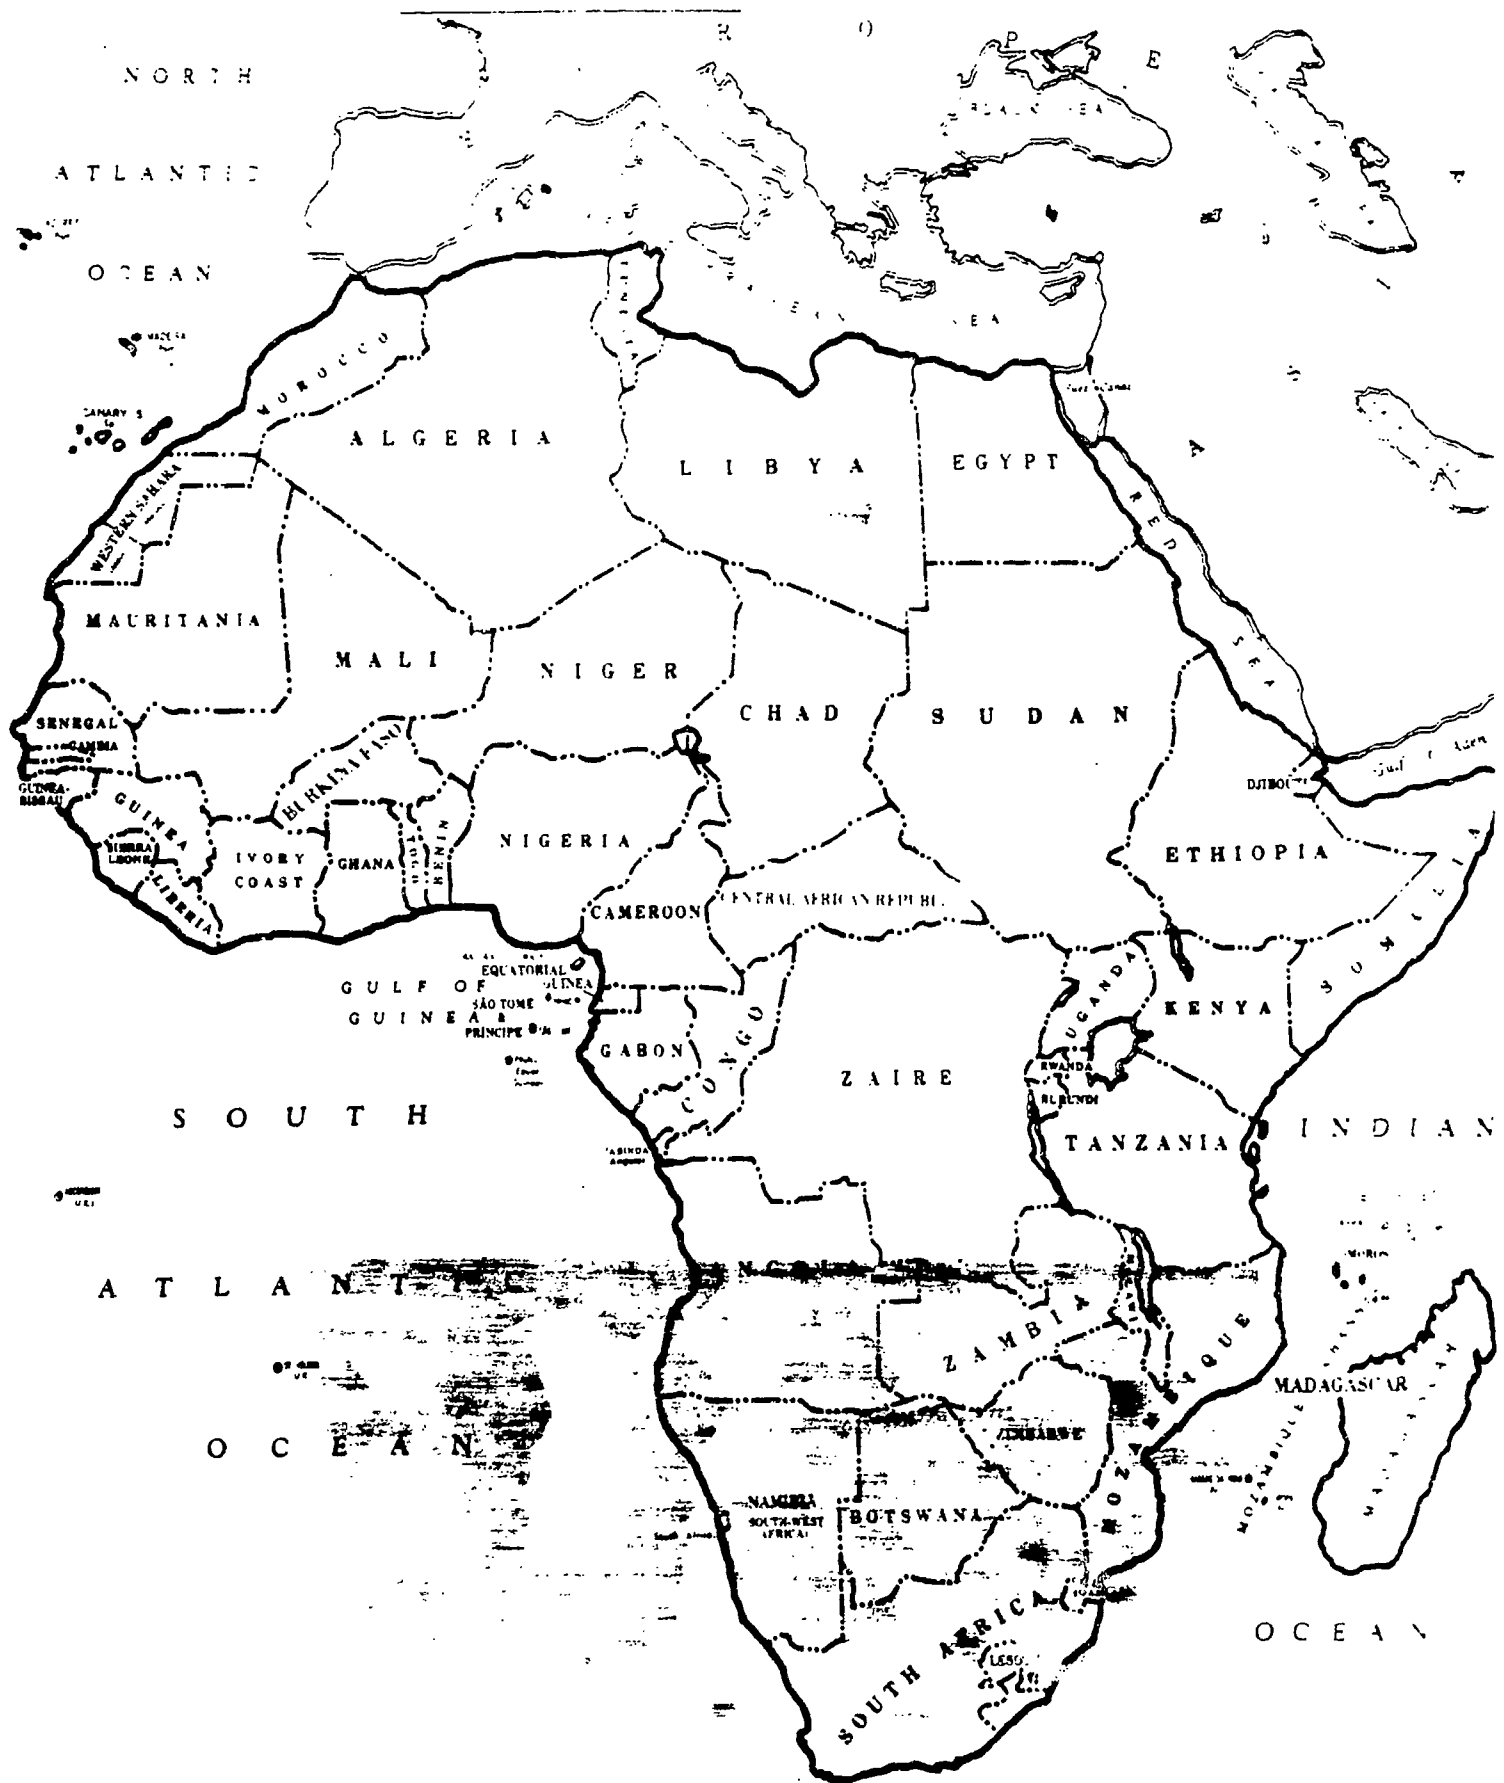 NORTH
ATLANTIC
OCEAN
BLACK SEA
MADEIRA
CANARY IS
MOROCCO
ALGERIA
LIBYA
EGYPT
RED SEA
WESTERN SAHARA
MAURITANIA
MALI
NIGER
CHAD
SUDAN
SENEGAL
GAMBIA
GUINEA-
BISSAU
GUINEA
BURKINA FASO
SIERRA
LEONE
LIBERIA
IVORY
COAST
GHANA
TOGO
BENIN
NIGERIA
CAMEROON
CENTRAL AFRICAN REPUBLIC
DJIBOUTI
ETHIOPIA
SOMALIA
GULF OF
GUINEA
EQUATORIAL
GUINEA
SÃO TOME
&
PRINCIPE
GABON
CONGO
ZAIRE
UGANDA
KENYA
RWANDA
BURUNDI
TANZANIA
SOUTH
ATLANTIC
OCEAN
INDIAN
OCEAN
ZAMBIA
MOZAMBIQUE
MADAGASCAR
ZIMBABWE
NAMIBIA
SOUTH-WEST
AFRICA)
BOTSWANA
SOUTH AFRICA